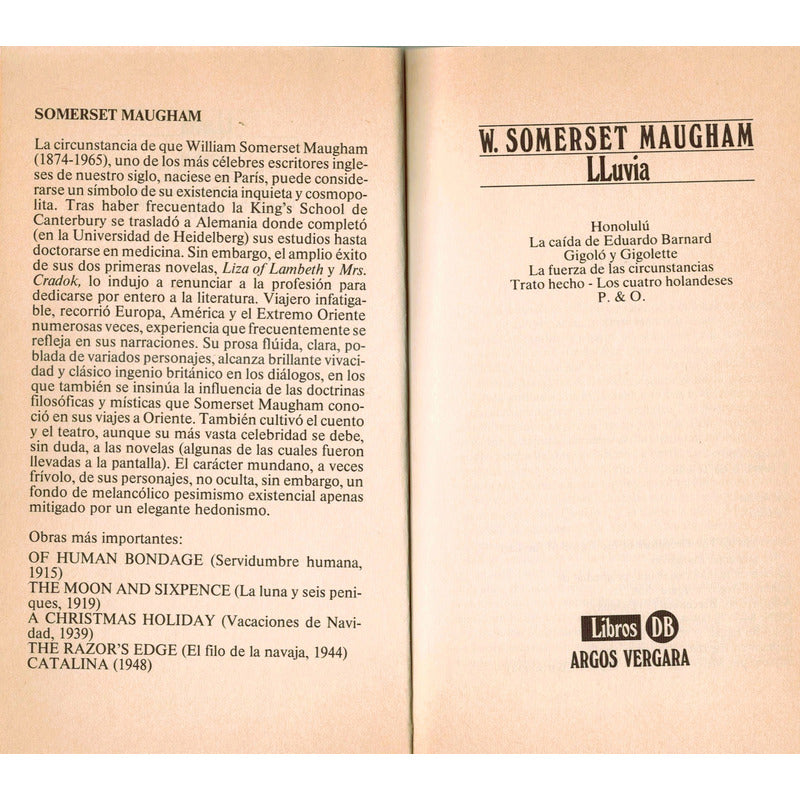 SOMERSET MAUGHAM
La circunstancia de que William Somerset Maugham
(1874-1965), uno de los más célebres escritores ingle-
ses de nuestro siglo, naciese en París, puede conside-
rarse un símbolo de su existencia inquieta y cosmopo-
lita. Tras haber frecuentado la King's School de
Canterbury se trasladó a Alemania donde completó
(en la Universidad de Heidelberg) sus estudios hasta
doctorarse en medicina. Sin embargo, el amplio éxito
de sus dos primeras novelas, Liza of Lambeth y Mrs.
Cradok, lo indujo a renunciar a la profesión para
dedicarse por entero a la literatura. Viajero infatiga-
ble, recorrió Europa, América y el Extremo Oriente
numerosas veces, experiencia que frecuentemente se
refleja en sus narraciones. Su prosa flúida, clara, po-
blada de variados personajes, alcanza brillante vivaci-
dad y clásico ingenio británico en los diálogos, en los
que también se insinúa la influencia de las doctrinas
filosóficas y místicas que Somerset Maugham cono-
ció en sus viajes a Oriente. También cultivó el cuento
y el teatro, aunque su más vasta celebridad se debe,
sin duda, a las novelas (algunas de las cuales fueron
llevadas a la pantalla). El carácter mundano, a veces
frívolo, de sus personajes, no oculta, sin embargo, un
fondo de melancólico pesimismo existencial apenas
mitigado por un elegante hedonismo.
Obras más importantes:
OF HUMAN BONDAGE (Servidumbre humana,
1915)
THE MOON AND SIXPENCE (La luna y seis peni-
ques, 1919)
A CHRISTMAS HOLIDAY (Vacaciones de Navi-
dad, 1939)
THE RAZOR'S EDGE (El filo de la navaja, 1944)
CATALINA (1948)
W. SOMERSET MAUGHAM
LLuvia
Honolulú
La caída de Eduardo Barnard
Gigoló y Gigolette
La fuerza de las circunstancias
Trato hecho - Los cuatro holandeses
P. & O.
Libros DB
ARGOS VERGARA